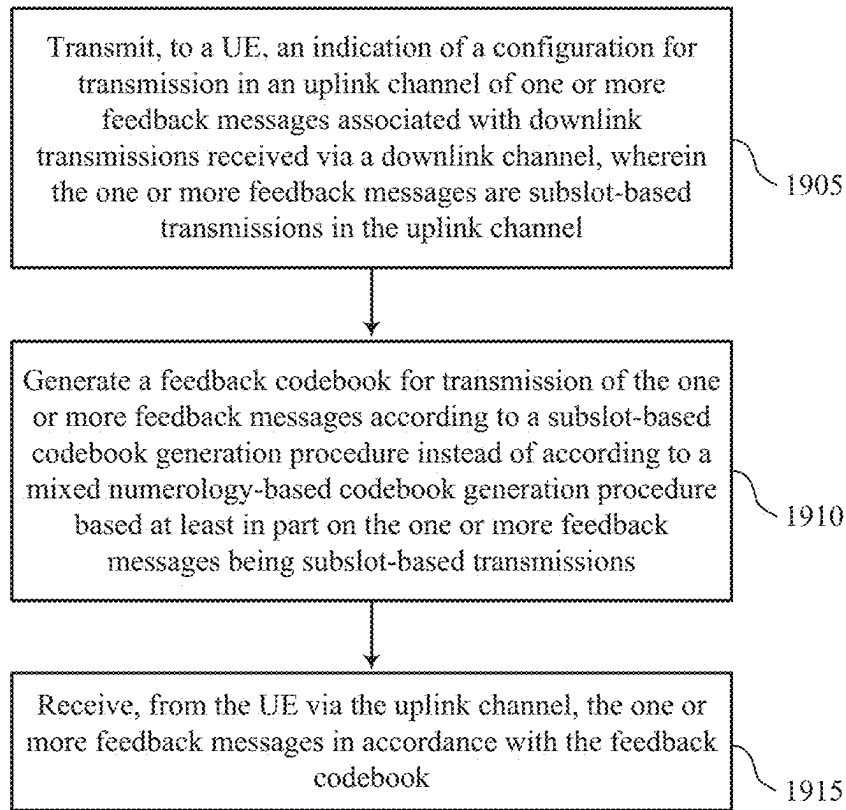 Transmit, to a UE, an indication of a configuration for
transmission in an uplink channel of one or more
feedback messages associated with downlink
transmissions received via a downlink channel, wherein
the one or more feedback messages are subslot-based
transmissions in the uplink channel
1905
Generate a feedback codebook for transmission of the one
or more feedback messages according to a subslot-based
codebook generation procedure instead of according to a
mixed numerology-based codebook generation procedure
based at least in part on the one or more feedback
messages being subslot-based transmissions
1910
Receive, from the UE via the uplink channel, the one or
more feedback messages in accordance with the feedback
codebook
1915